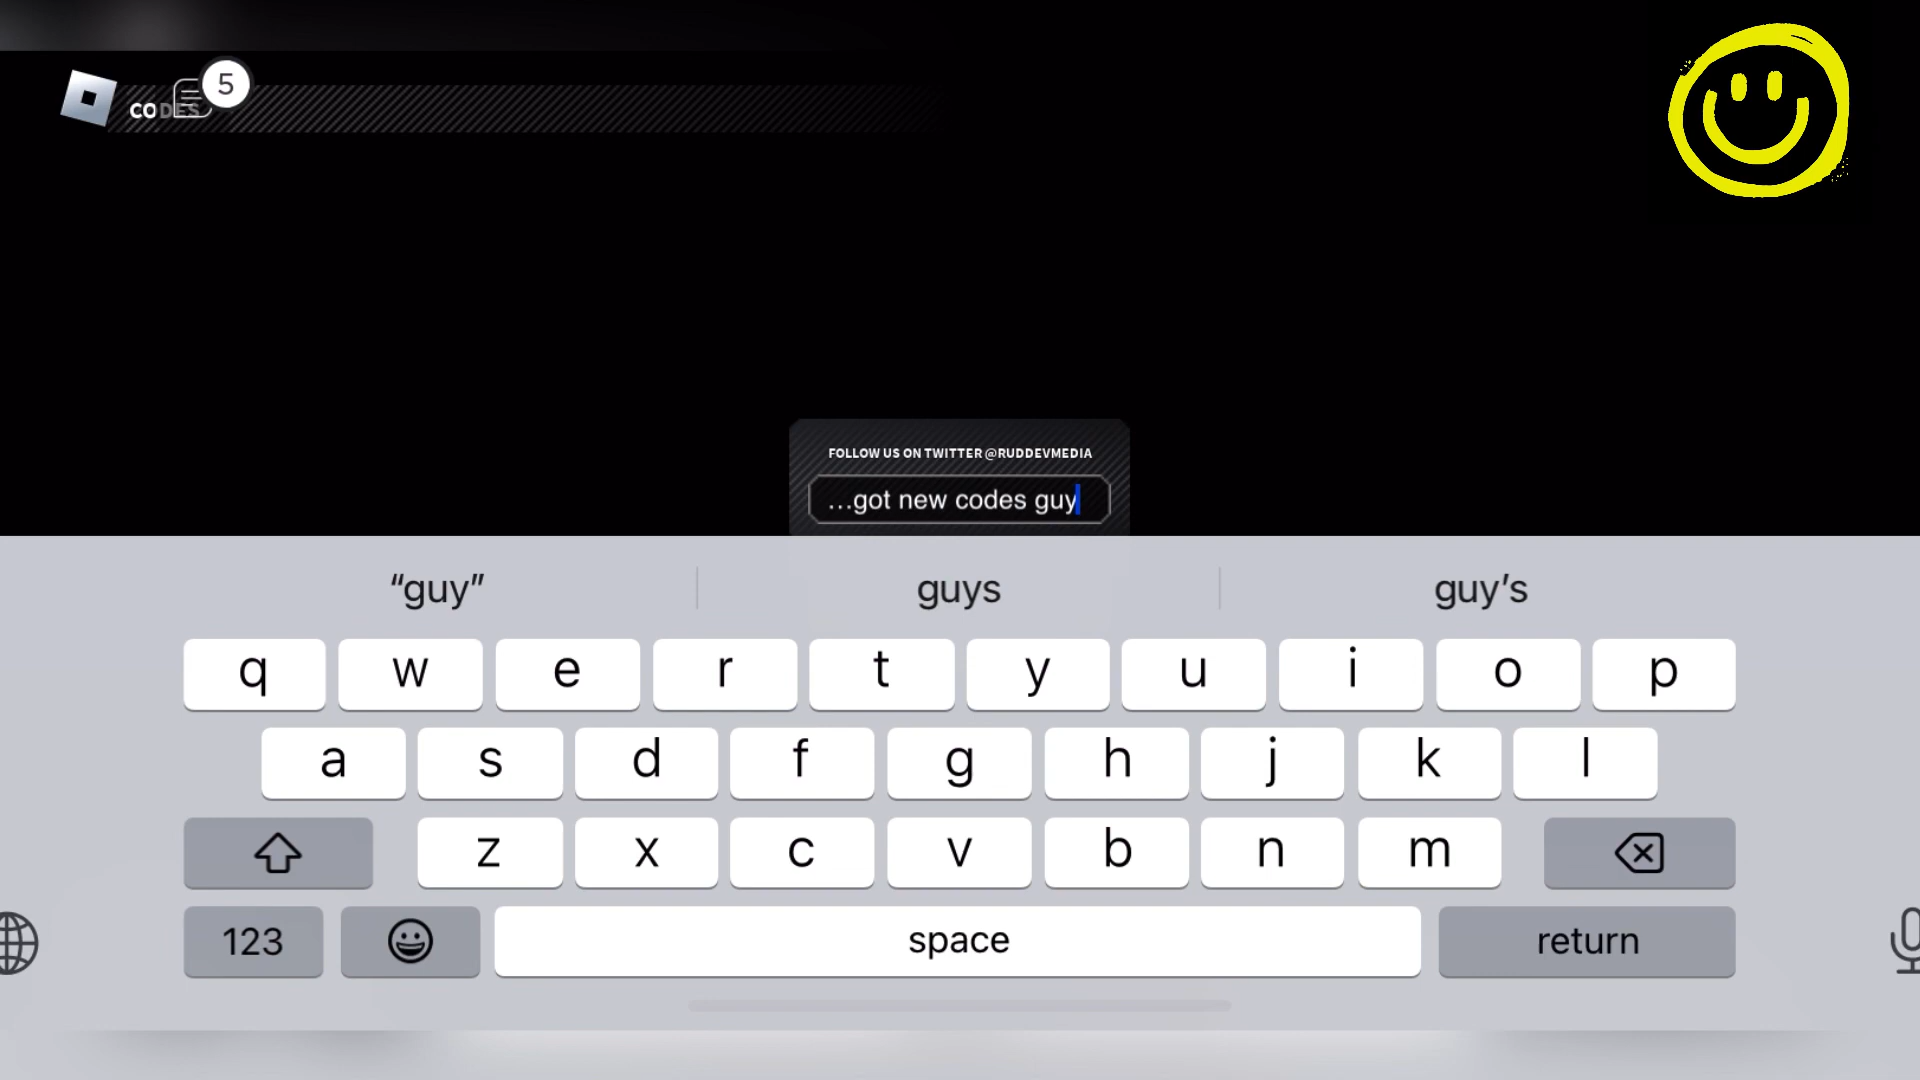 5
CODES
FOLLOW US ON TWITTER @RUDDEVMEDIA
...got new codes guy
“guy” guys guy’s
q w e r t y u i o p
a s d f g h j k l
z x c v b n m
123 space return